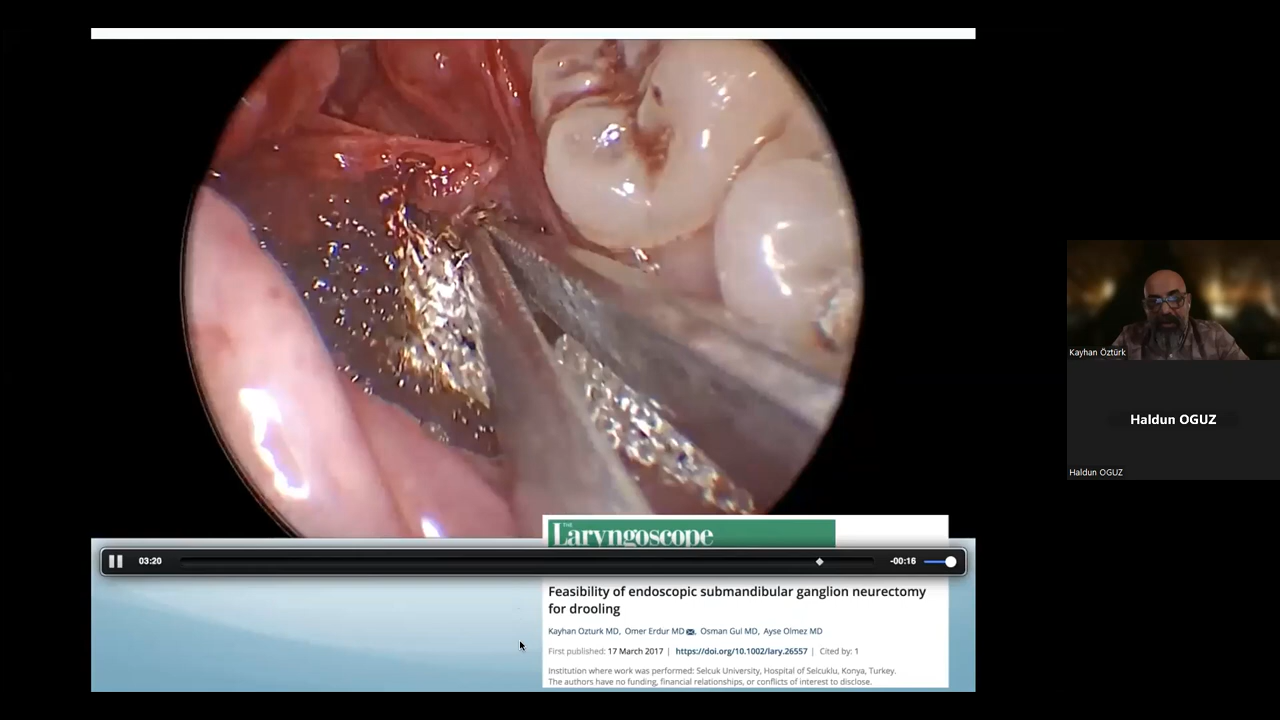 THE
Laryngoscope
03:20
-00:16
Feasibility of endoscopic submandibular ganglion neurectomy
for drooling
Kayhan Ozturk MD, Omer Erdur MD, Osman Gul MD, Ayse Olmez MD
First published: 17 March 2017 | https://doi.org/10.1002/lary.26557 | Cited by: 1
Institution where work was performed: Selcuk University, Hospital of Selcuklu, Konya, Turkey.
The authors have no funding, financial relationships, or conflicts of interest to disclose.
Kayhan Öztürk
Haldun OGUZ
Haldun OGUZ